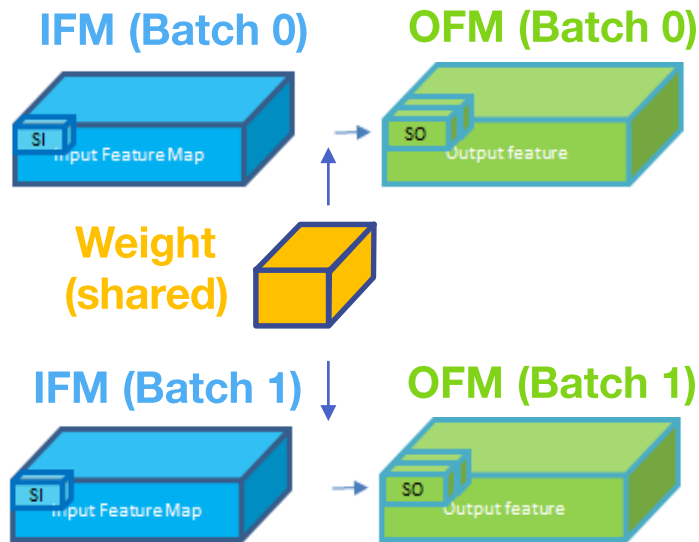 IFM (Batch 0)
OFM (Batch 0)
SI
Input Feature Map
SO
Output feature
Weight
(shared)
IFM (Batch 1)
OFM (Batch 1)
SI
Input Feature Map
SO
Output feature